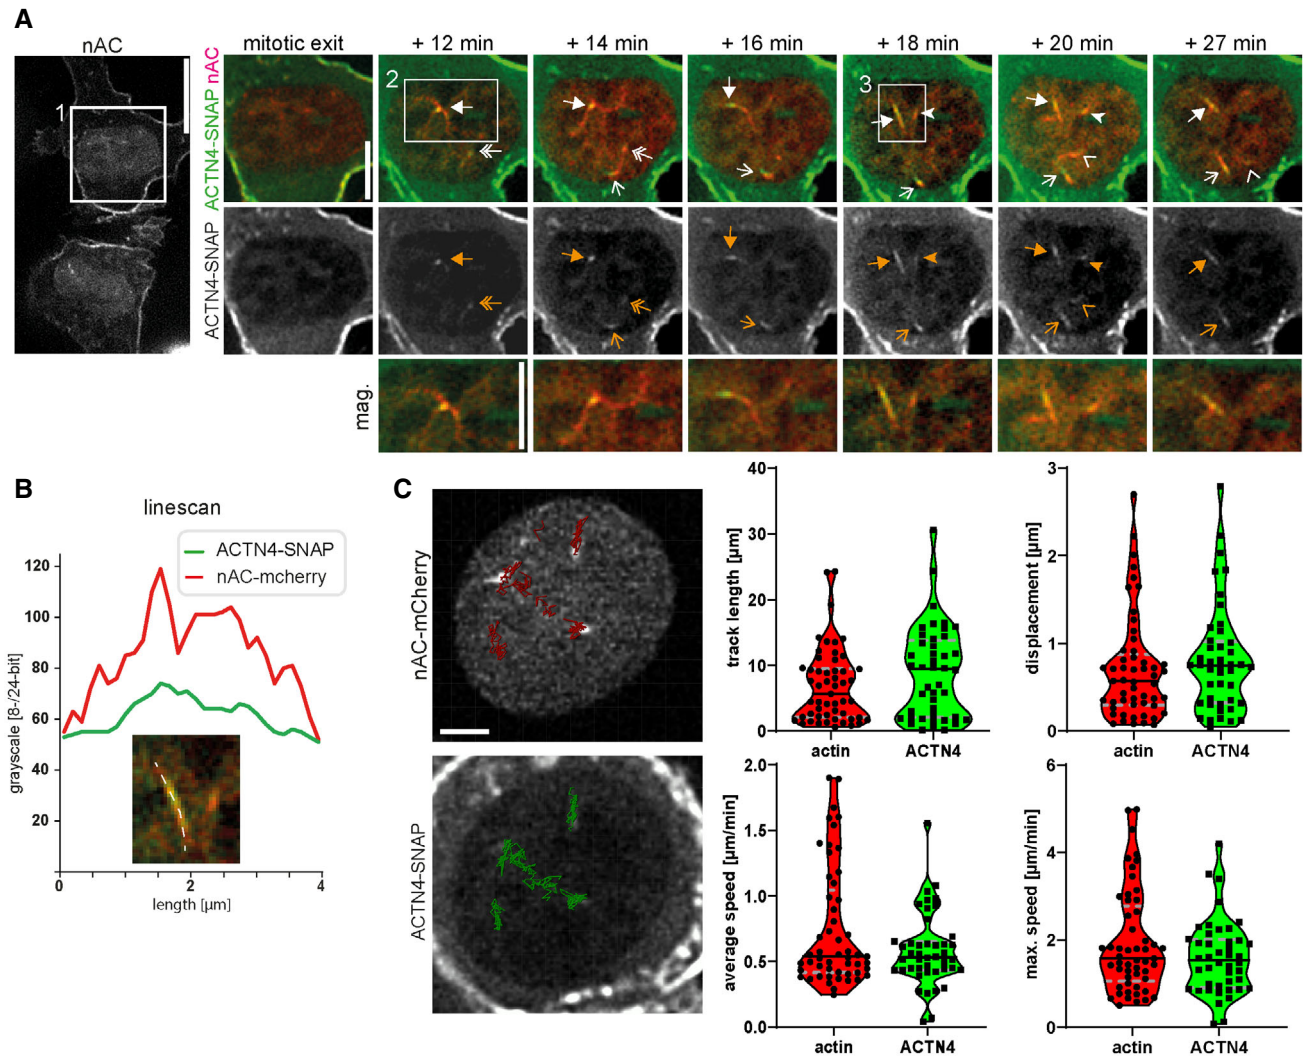 A
nAC
mitotic exit
+ 12 min
+ 14 min
+ 16 min
+ 18 min
+ 20 min
+ 27 min
1
2
3
ACTN4-SNAP nAC
ACTN4-SNAP
mag.
B
linescan
ACTN4-SNAP
nAC-mcherry
grayscale [8-/24-bit]
120
100
80
60
40
20
0
2
4
length [µm]
C
nAC-mCherry
ACTN4-SNAP
track length [µm]
40
30
20
10
0
actin
ACTN4
displacement [µm]
3
2
1
0
actin
ACTN4
average speed [µm/min]
2.0
1.5
1.0
0.5
0.0
actin
ACTN4
max. speed [µm/min]
6
4
2
0
actin
ACTN4